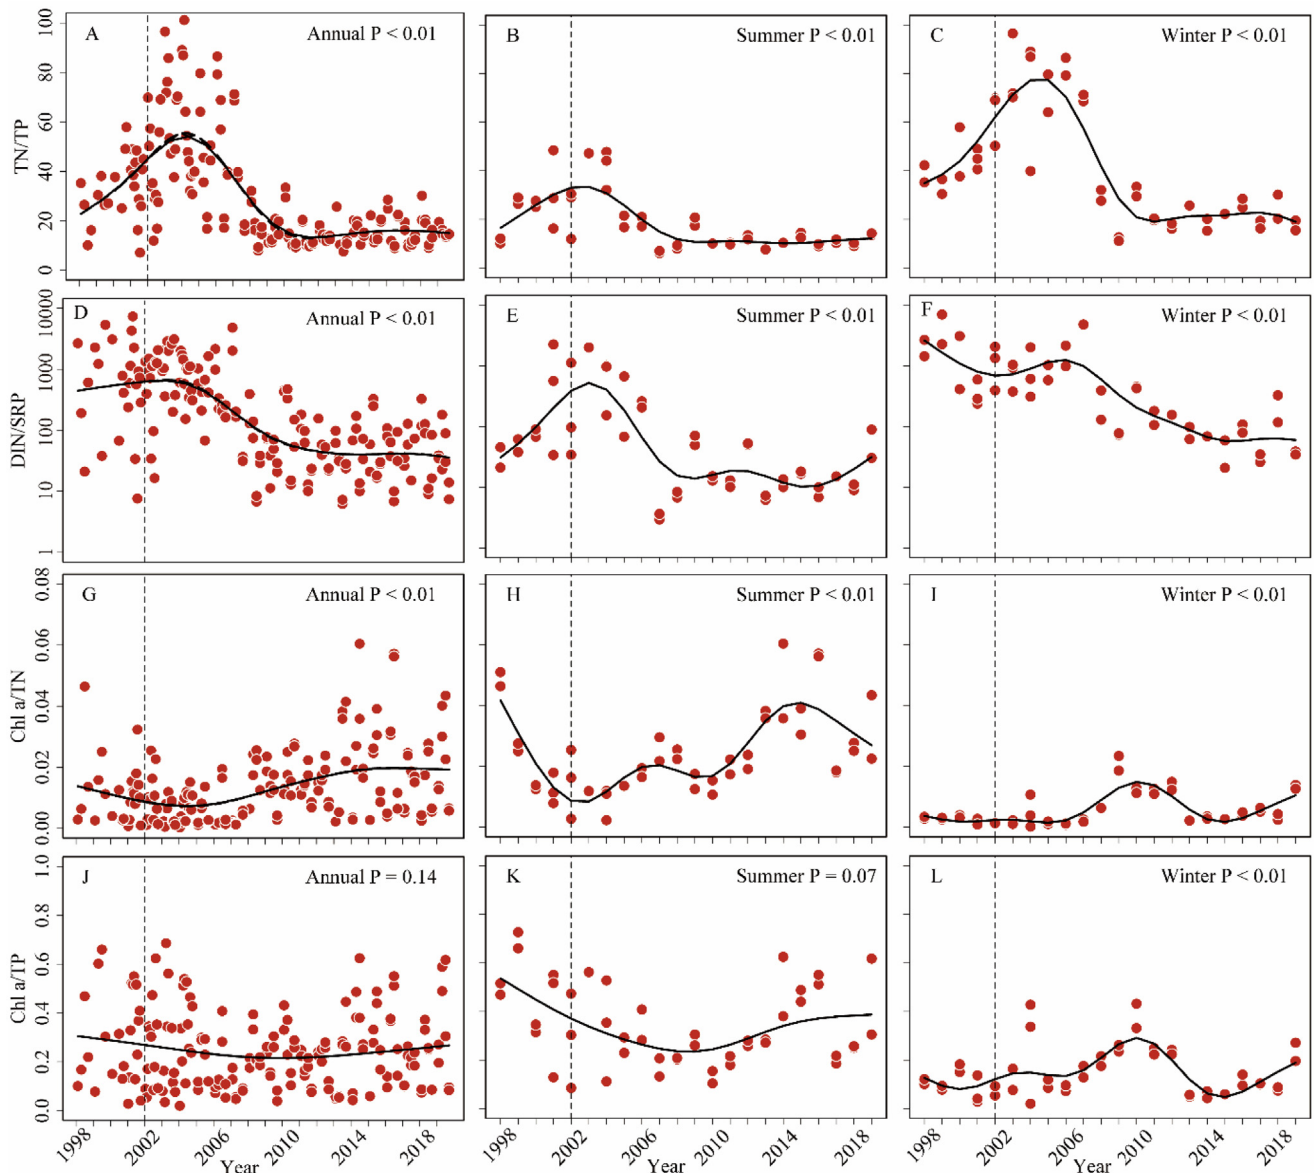 A Annual P < 0.01
B Summer P < 0.01
C Winter P < 0.01
TN/TP
100
80
60
40
20
0
D Annual P < 0.01
E Summer P < 0.01
F Winter P < 0.01
DIN/SRP
10000
1000
100
10
1
G Annual P < 0.01
H Summer P < 0.01
I Winter P < 0.01
Chl a/TN
0.08
0.06
0.04
0.02
0.00
J Annual P = 0.14
K Summer P = 0.07
L Winter P < 0.01
Chl a/TP
1.0
0.8
0.6
0.4
0.2
0.0
1998 2002 2006 2010 2014 2018
1998 2002 2006 2010 2014 2018
1998 2002 2006 2010 2014 2018
Year Year Year